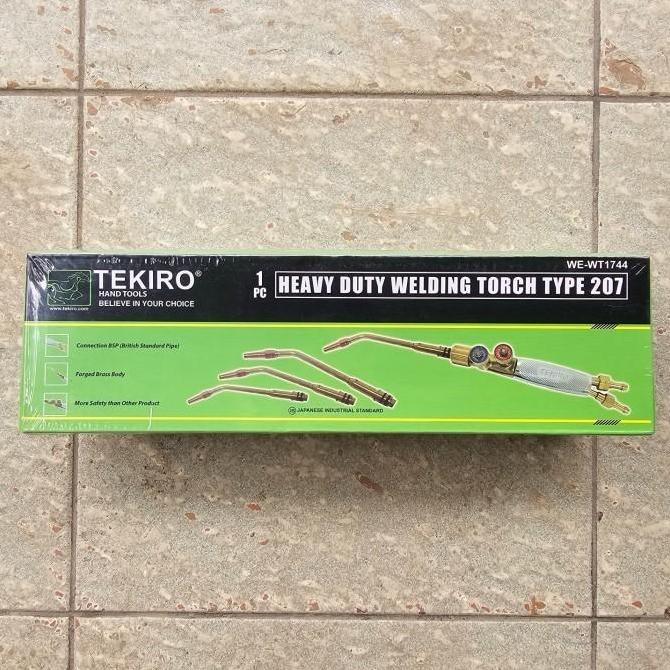 WE-WT1744
TEKIRO®
HAND TOOLS
BELIEVE IN YOUR CHOICE
www.tekiro.com
1 PC
HEAVY DUTY WELDING TORCH TYPE 207
Connection BSP (British Standard Pipe)
Forged Brass Body
More Safety than Other Product
TEKIRO
JAPANESE INDUSTRIAL STANDARD